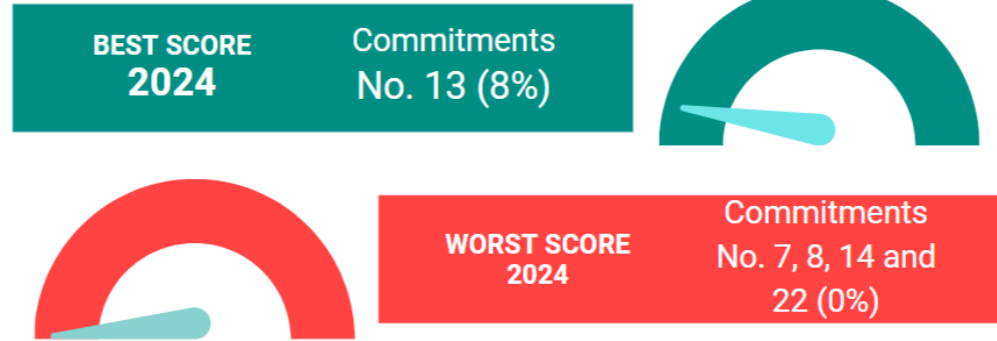 BEST SCORE
2024
Commitments
No. 13 (8%)
WORST SCORE
2024
Commitments
No. 7, 8, 14 and
22 (0%)